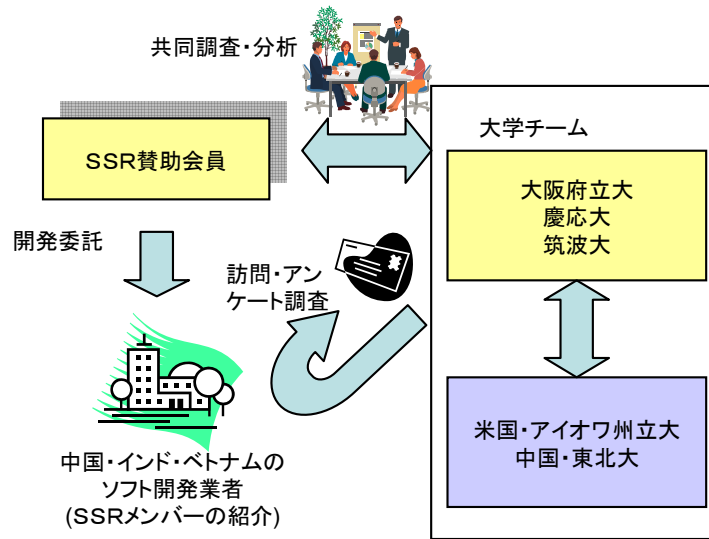 共同調査・分析
SSR賛助会員
大学チーム
大阪府立大
慶応大
筑波大
開発委託
訪問・アン
ケート調査
米国・アイオワ州立大
中国・東北大
中国・インド・ベトナムの
ソフト開発業者
(SSRメンバーの紹介)